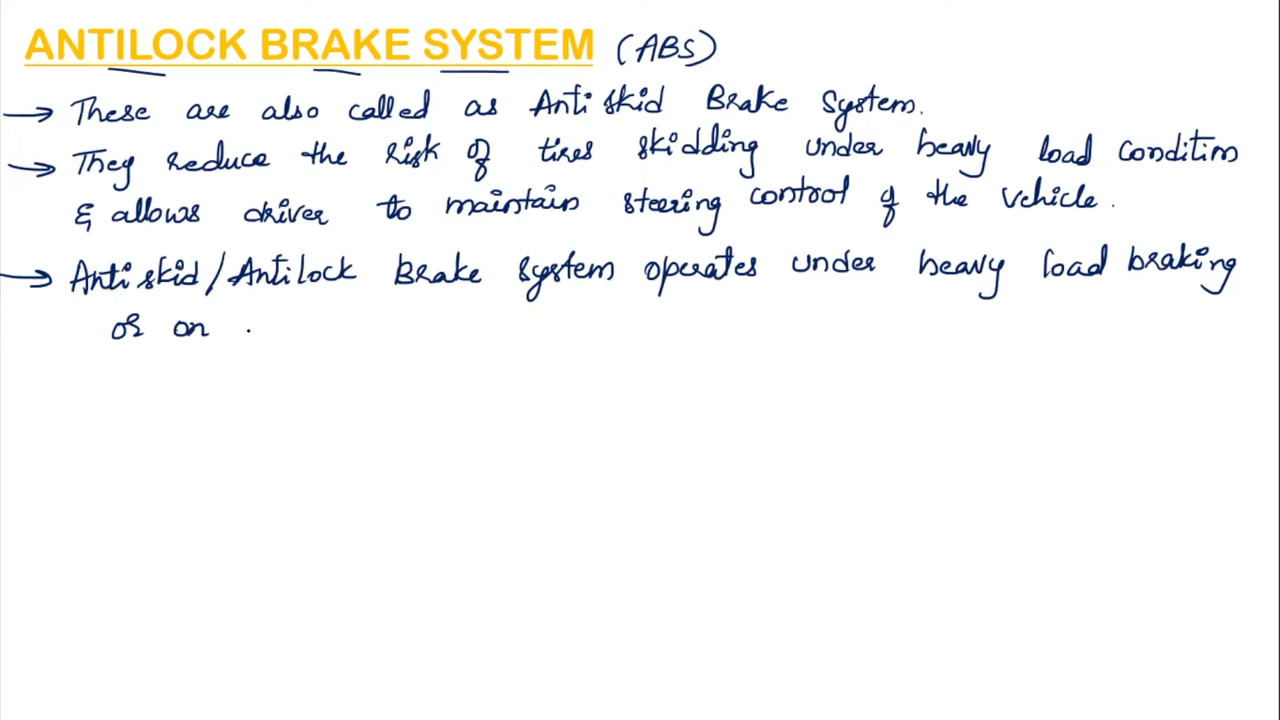 ANTILOCK BRAKE SYSTEM (ABS)
→ These are also called as Anti skid Brake System.
→ They reduce the risk of tires skidding under heavy load condition
& allows driver to maintain steering control of the vehicle.
→ Anti skid/Antilock Brake system operates under heavy load braking
or on